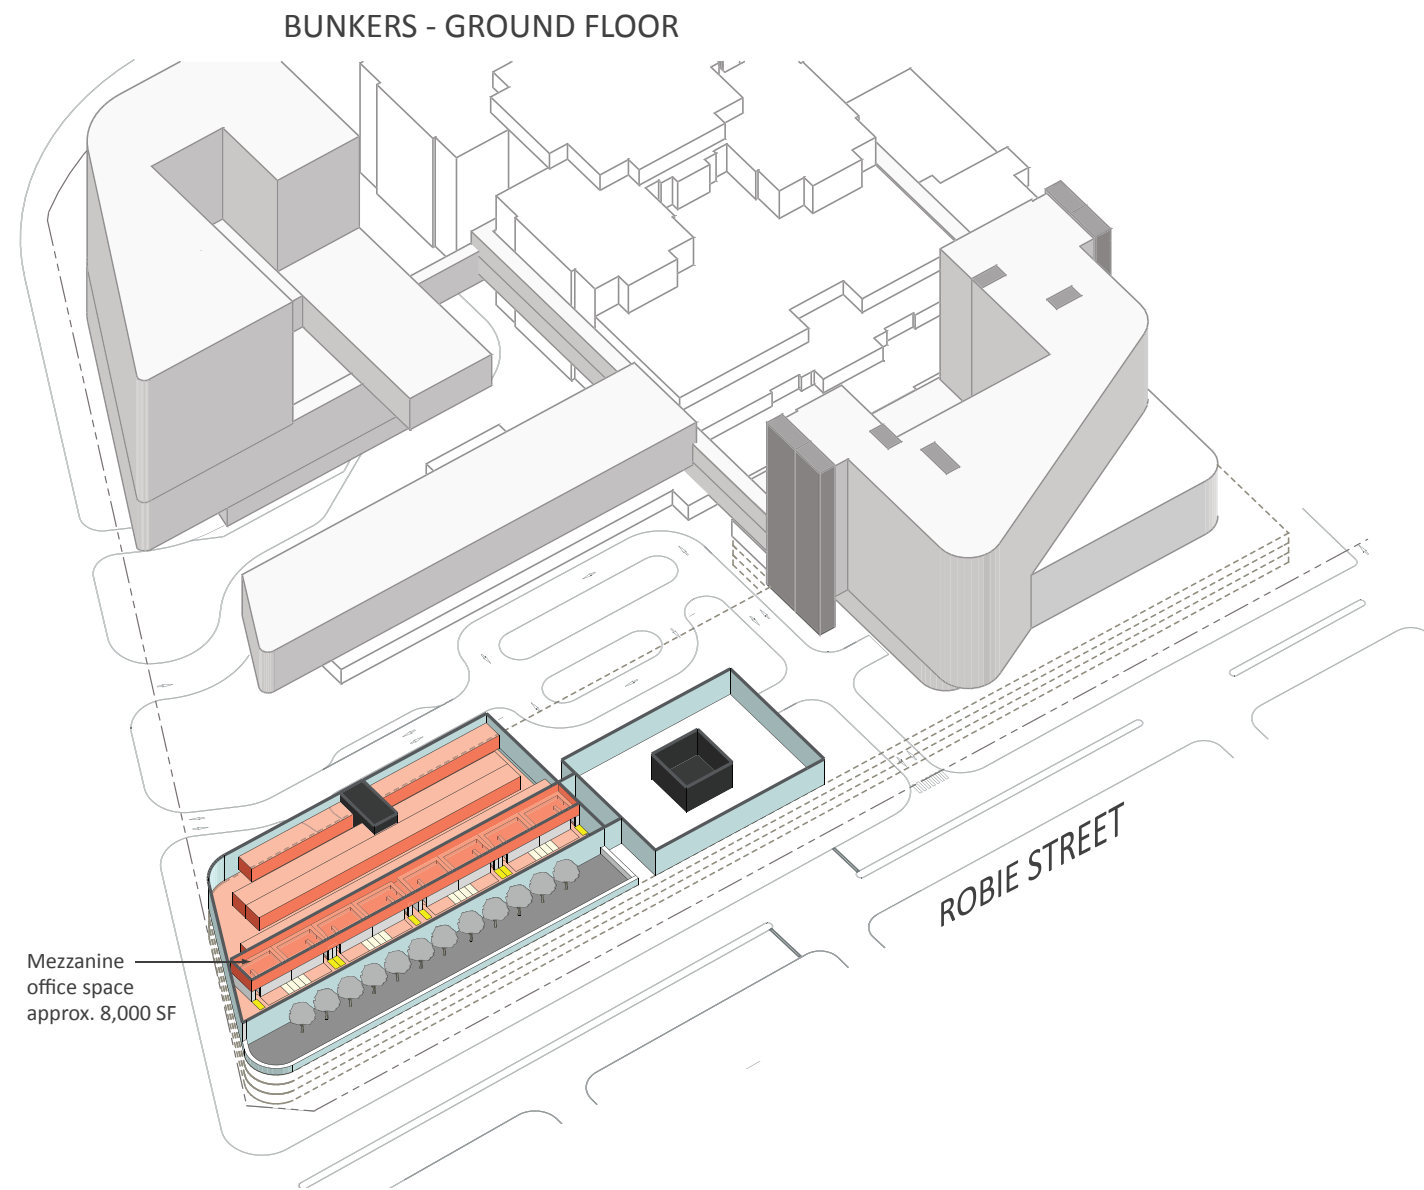 BUNKERS - GROUND FLOOR
ROBIE STREET
Mezzanine
office space
approx. 8,000 SF